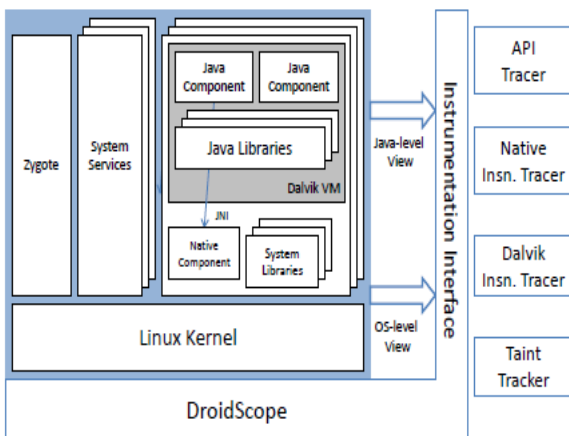 Zygote
System
Services
Java
Component
Java
Component
Java Libraries
Dalvik VM
JNI
Native
Component
System
Libraries
Linux Kernel
DroidScope
Java-level
View
OS-level
View
Instrumentation Interface
API
Tracer
Native
Insn. Tracer
Dalvik
Insn. Tracer
Taint
Tracker